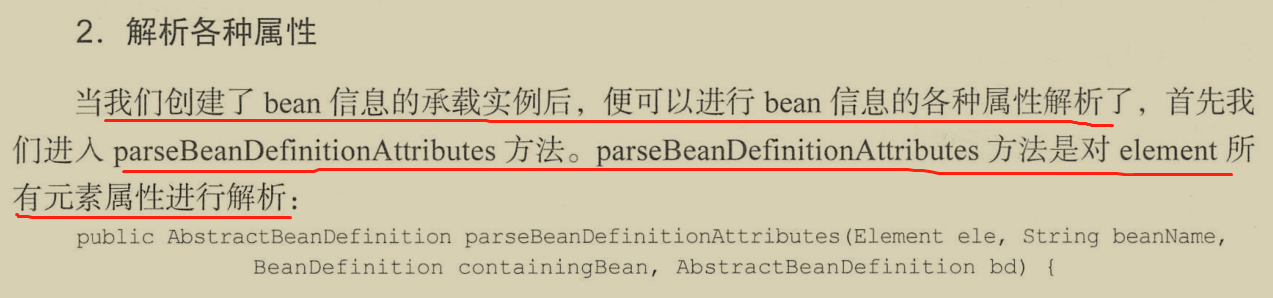 2. 解析各种属性
当我们创建了 bean 信息的承载实例后，便可以进行 bean 信息的各种属性解析了，首先我
们进入 parseBeanDefinitionAttributes 方法。parseBeanDefinitionAttributes 方法是对 element 所
有元素属性进行解析：
public AbstractBeanDefinition parseBeanDefinitionAttributes(Element ele, String beanName,
BeanDefinition containingBean, AbstractBeanDefinition bd) {